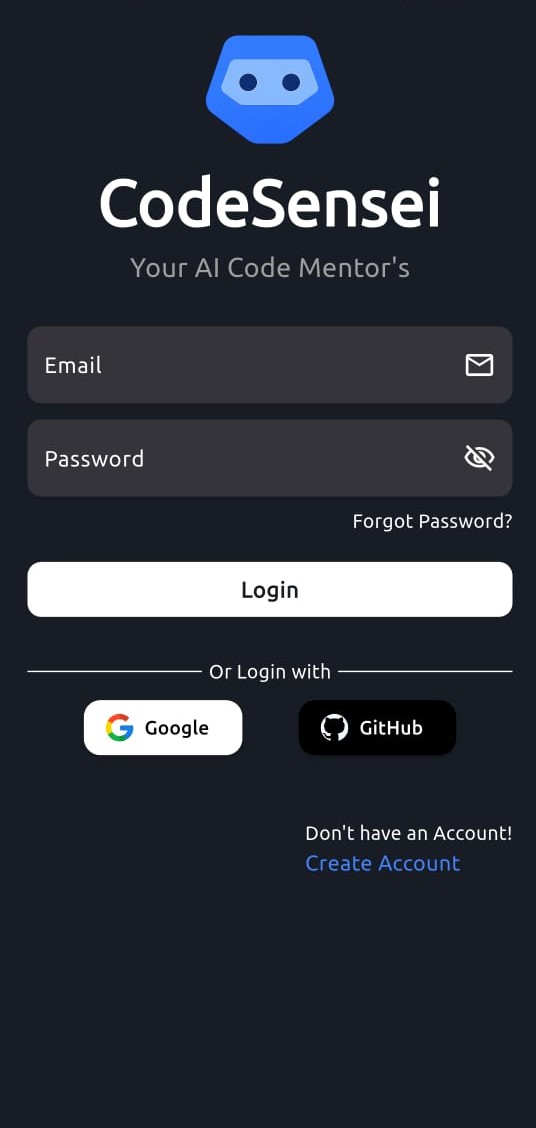 CodeSensei
Your AI Code Mentor's
Email
Password
Forgot Password?
Login
Or Login with
Google
GitHub
Don't have an Account!
Create Account